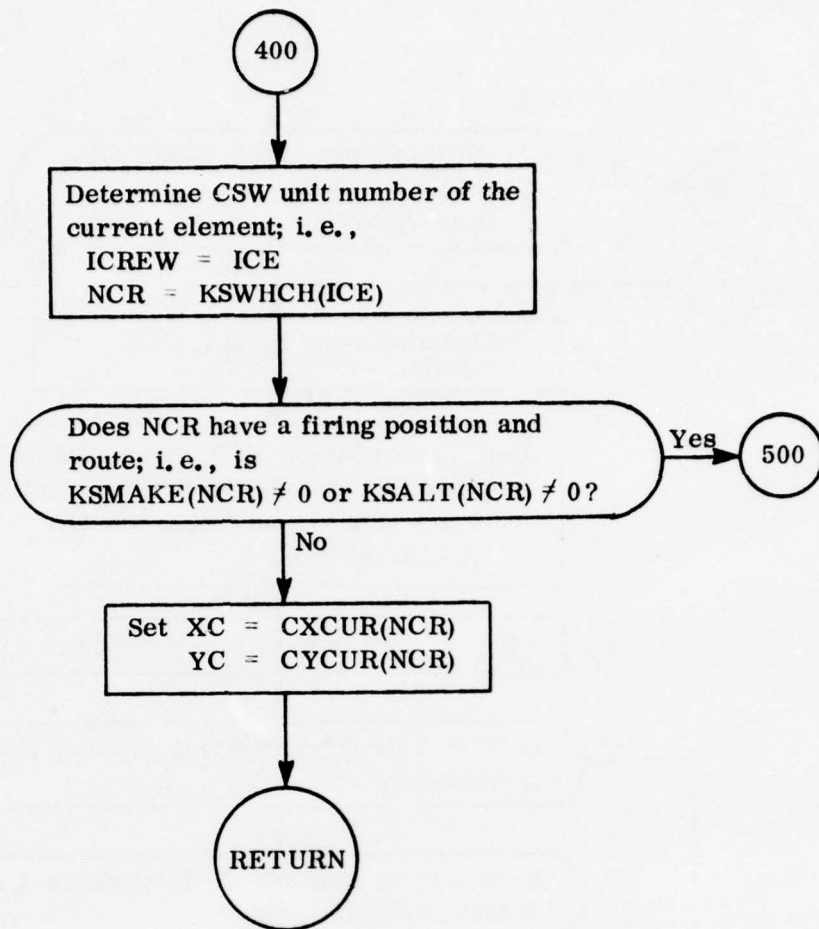 400
Determine CSW unit number of the
current element; i.e.,
ICREW = ICE
NCR = KSWHCH(ICE)
Does NCR have a firing position and
route; i.e., is
KSMAKE(NCR) ≠ 0 or KSALT(NCR) ≠ 0?
Yes
500
No
Set XC = CXCUR(NCR)
YC = CYCUR(NCR)
RETURN